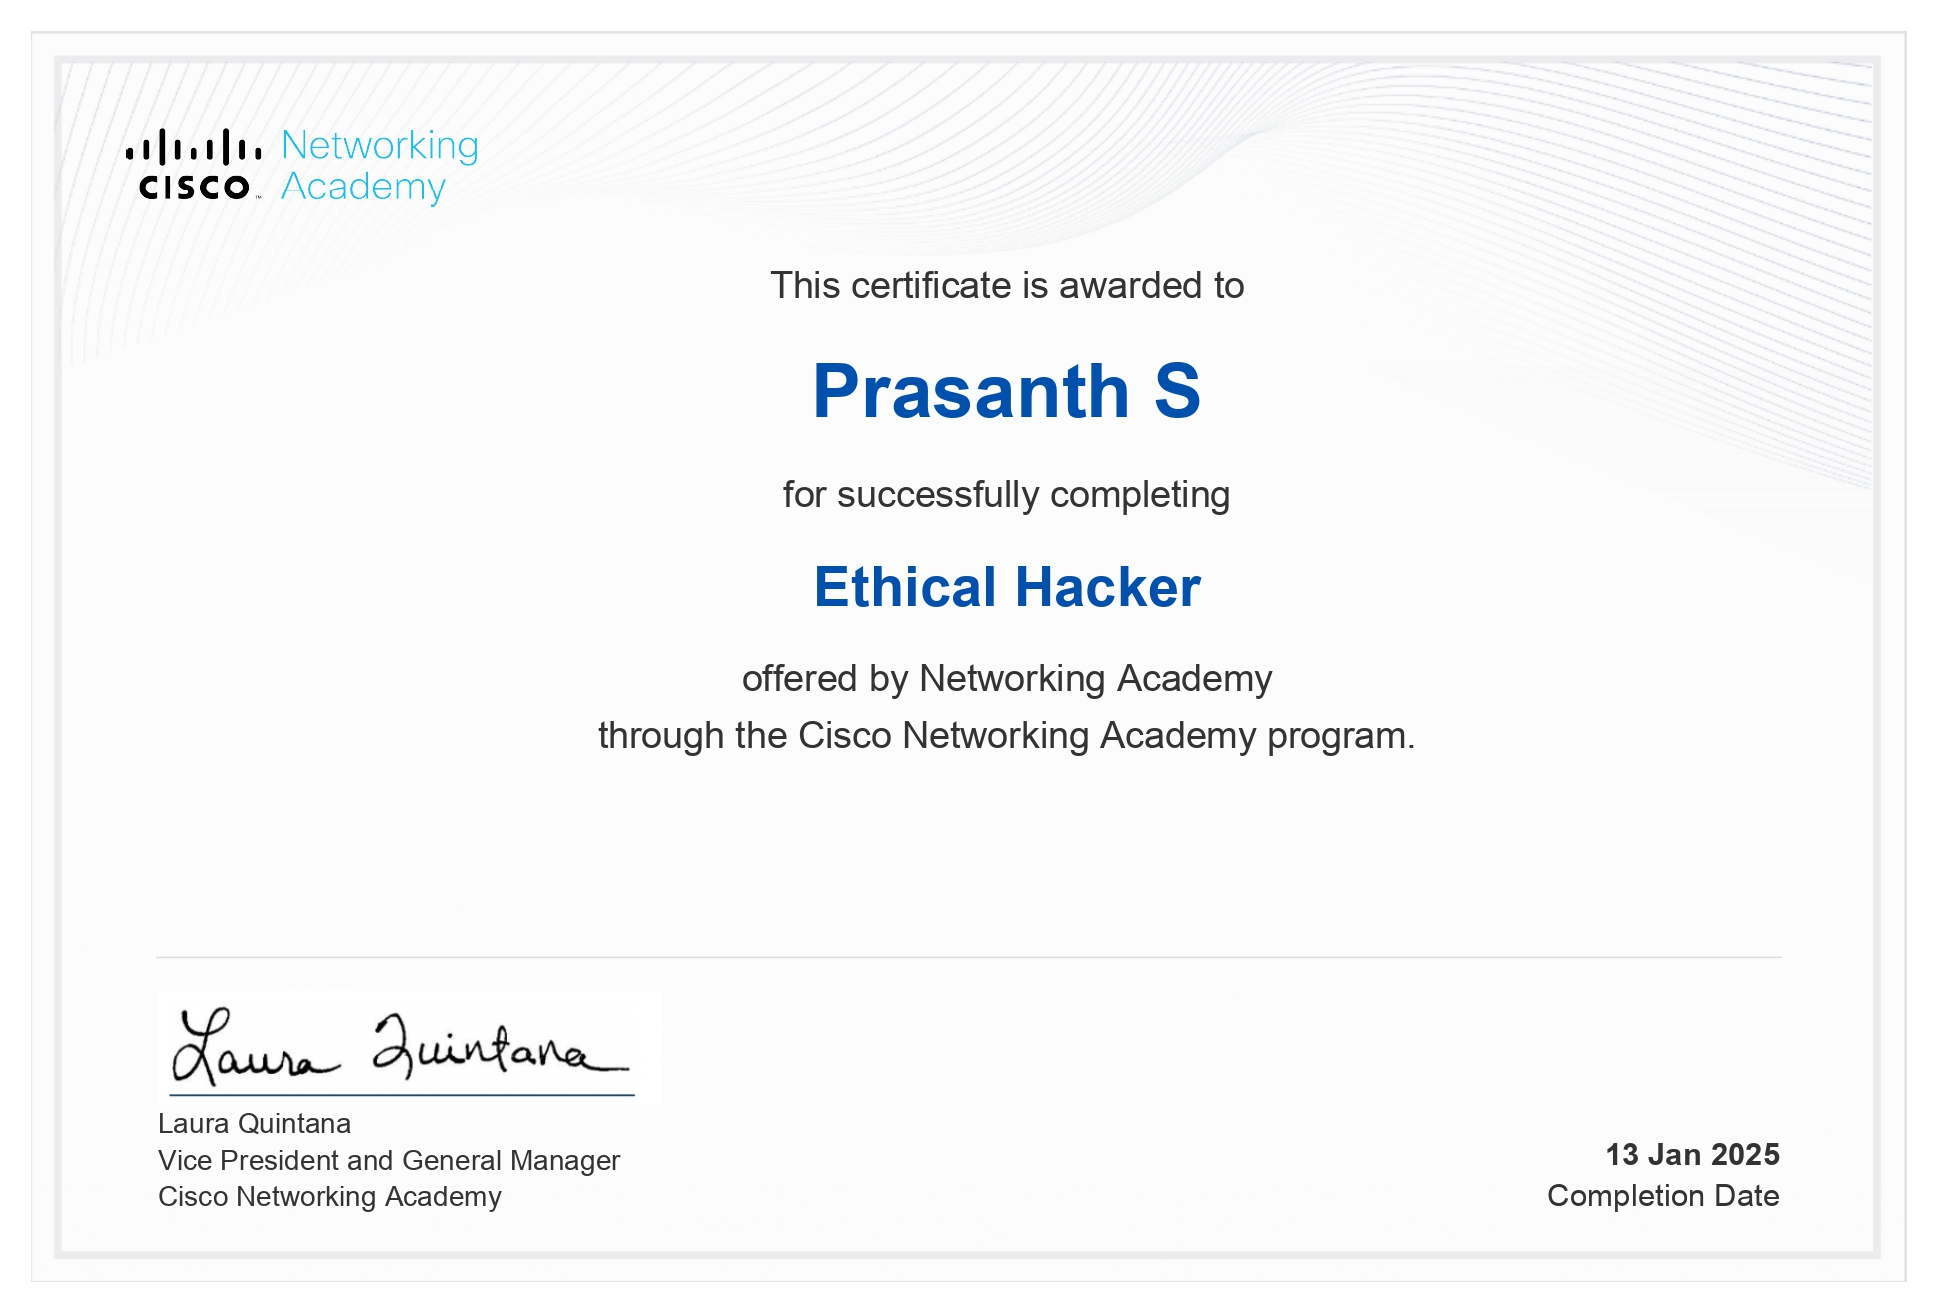 Networking
CISCO™ Academy
This certificate is awarded to
Prasanth S
for successfully completing
Ethical Hacker
offered by Networking Academy
through the Cisco Networking Academy program.
Laura Quintana
Laura Quintana
Vice President and General Manager
Cisco Networking Academy
13 Jan 2025
Completion Date